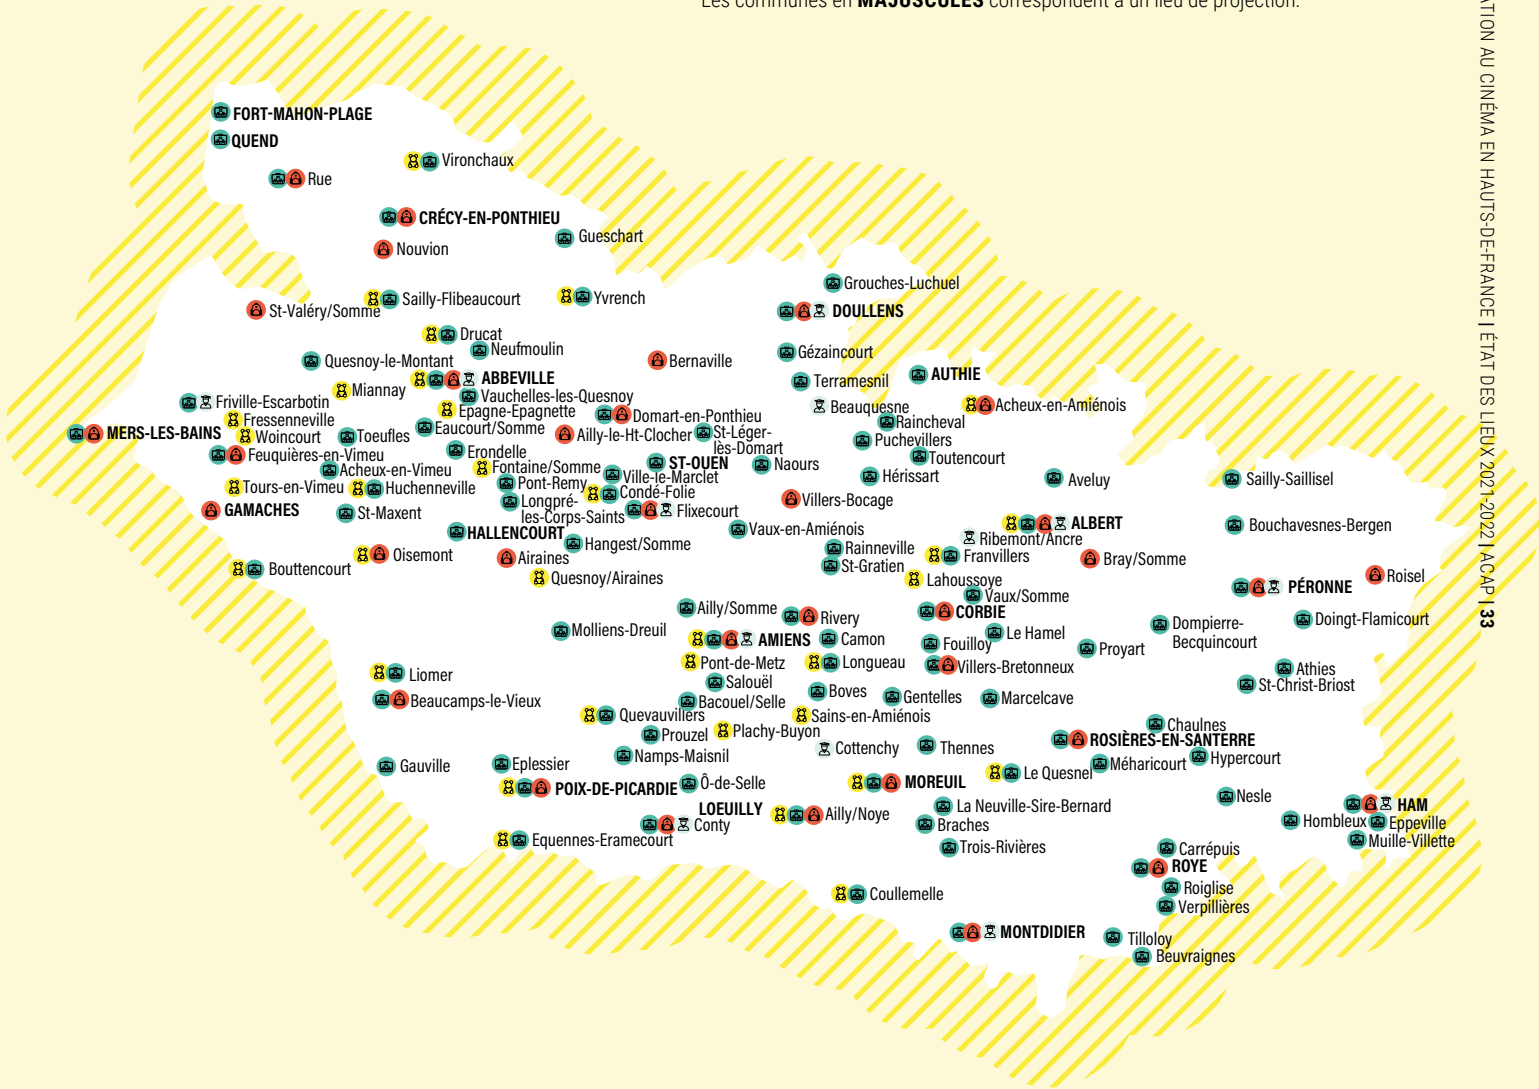 Les communes en MAJUSCULES correspondent à un lieu de projection.
FORT-MAHON-PLAGE
QUEND
Vironchaux
Rue
CRÉCY-EN-PONTHIEU
Gueschart
Nouvion
Grouches-Luchuel
Sailly-Flibeaucourt
Yvrench
St-Valéry/Somme
DOULLENS
Drucat
Neufmoulin
Gézaincourt
Quesnoy-le-Montant
Bernaville
AUTHIE
ABBEVILLE
Terramesnil
Miannay
Vauchelles-les-Quesnoy
Friville-Escarbotin
Beauquesne
Acheux-en-Amiénois
Epagne-Epagnette
Domart-en-Ponthieu
Fressenneville
Raincheval
Eaucourt/Somme
MERS-LES-BAINS
Woincourt
Toeufles
Ailly-le-Ht-Clocher
St-Léger-
lès-Domart
Puchevillers
Feuquières-en-Vimeu
Erondelle
Toutencourt
ST-OUEN
Naours
Acheux-en-Vimeu
Fontaine/Somme
Ville-le-Marclet
Hérissart
Aveluy
Sailly-Saillisel
Tours-en-Vimeu
Huchenneville
Pont-Remy
Condé-Folie
Villers-Bocage
Longpré-
les-Corps-Saints
GAMACHES
St-Maxent
Flixecourt
ALBERT
Bouchavesnes-Bergen
HALLENCOURT
Vaux-en-Amiénois
Ribemont/Ancre
Hangest/Somme
Rainneville
Oisemont
Airaines
Franvillers
Bray/Somme
St-Gratien
Bouttencourt
Quesnoy/Airaines
Lahoussoye
Roisel
PÉRONNE
Vaux/Somme
Ailly/Somme
CORBIE
Rivery
Doingt-Flamicourt
Molliens-Dreuil
Le Hamel
Dompierre-
Becquincourt
AMIENS
Camon
Fouilloy
Proyart
Pont-de-Metz
Longueau
Villers-Bretonneux
Athies
Liomer
Salouël
St-Christ-Briost
Beaucamps-le-Vieux
Bacouel/Selle
Boves
Gentelles
Marcelcave
Quevauvillers
Sains-en-Amiénois
Chaulnes
Prouzel
Plachy-Buyon
ROSIÈRES-EN-SANTERRE
Namps-Maisnil
Cottenchy
Thennes
Hypercourt
Gauville
Eplessier
Méharicourt
Le Quesnel
POIX-DE-PICARDIE
Ô-de-Selle
MOREUIL
Nesle
LOEUILLY
La Neuville-Sire-Bernard
HAM
Ailly/Noye
Conty
Braches
Hombleux
Eppeville
Equennes-Eramecourt
Trois-Rivières
Muille-Villette
Carrépuis
ROYE
Coullemelle
Roiglise
Verpillières
MONTDIDIER
Tilloloy
Beuvraignes
ATION AU CINÉMA EN HAUTS-DE-FRANCE | ÉTAT DES LIEUX 2021-2022 | ACAP | 33